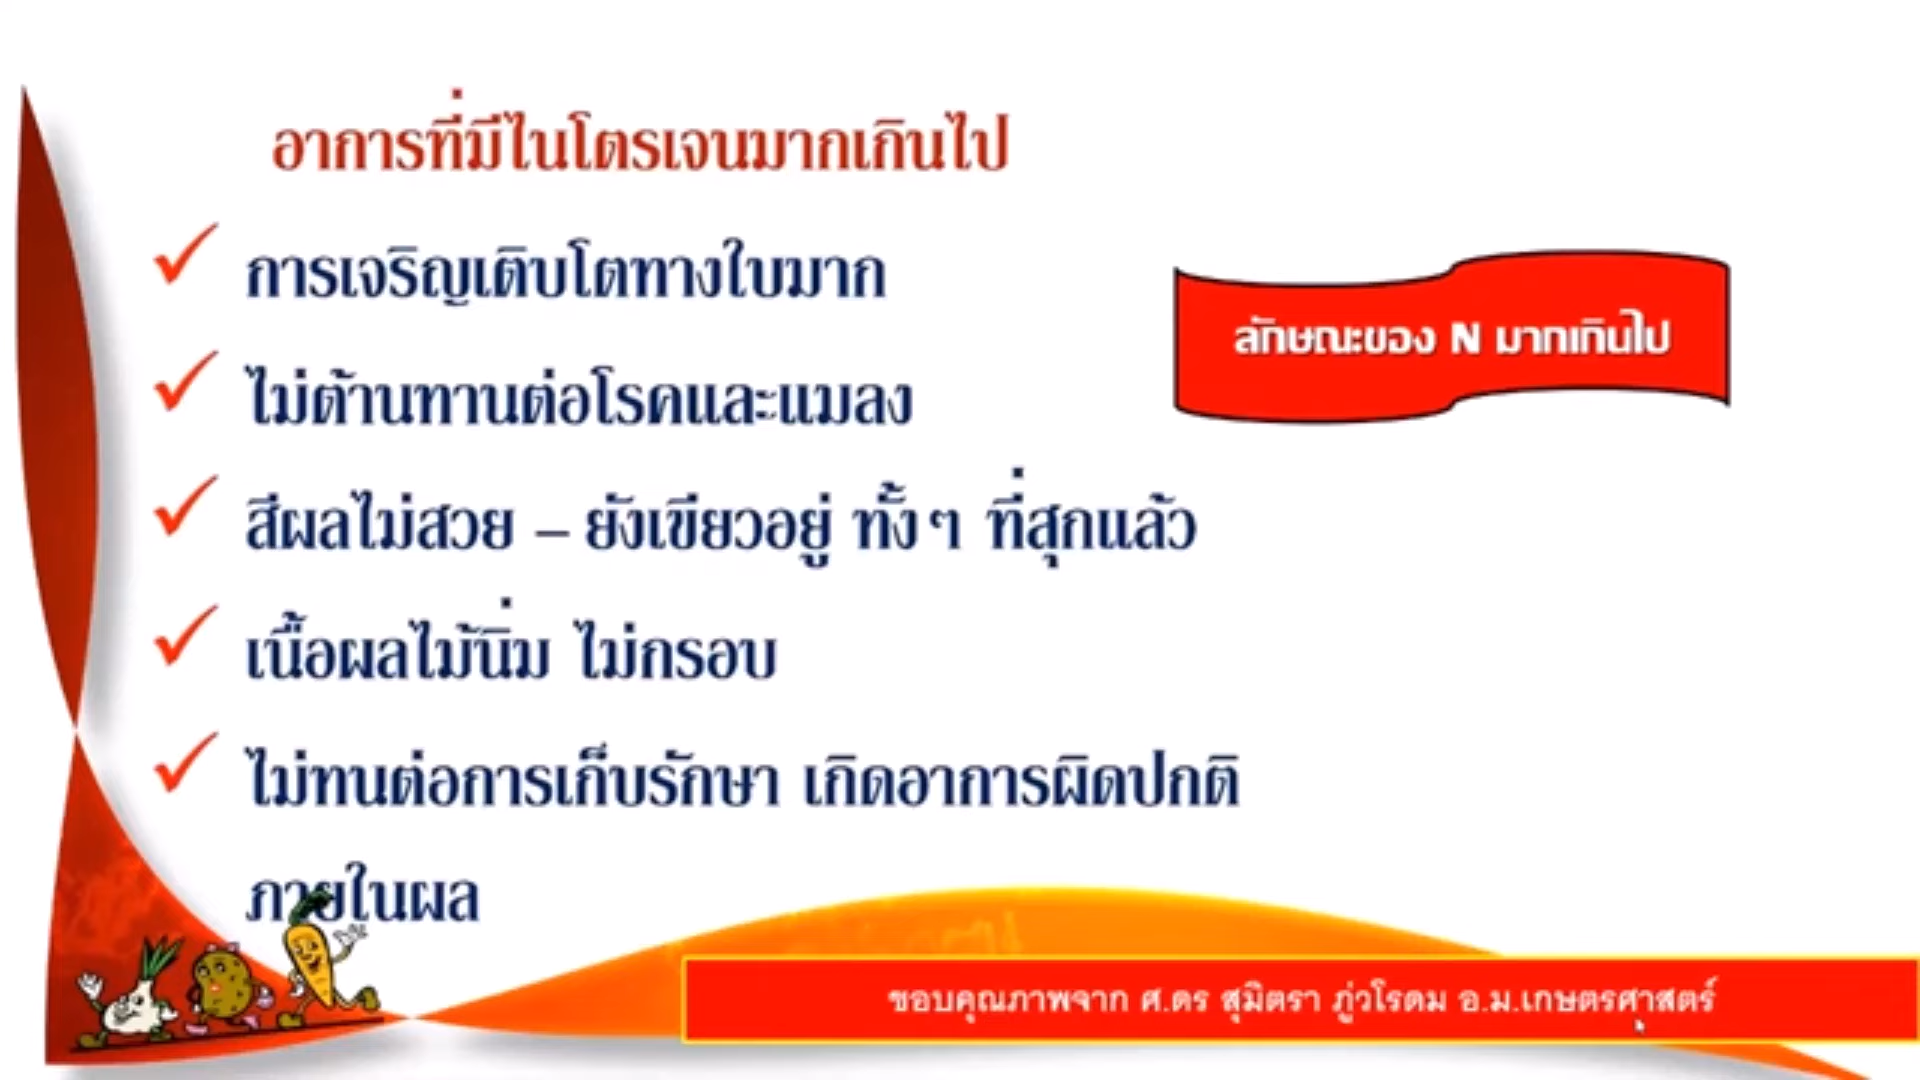 อาการที่มีไนโตรเจนมากเกินไป
การเจริญเติบโตทางใบมาก
ลักษณะของ N มากเกินไป
ไม่ต้านทานต่อโรคและแมลง
สีผลไม่สวย – ยังเขียวอยู่ ทั้งๆ ที่สุกแล้ว
เนื้อผลไม้นิ่ม ไม่กรอบ
ไม่ทนต่อการเก็บรักษา เกิดอาการผิดปกติ
ภายในผล
ขอบคุณภาพจาก ศ.ดร สุมิตรา ภู่วโรดม อ.ม.เกษตรศาสตร์